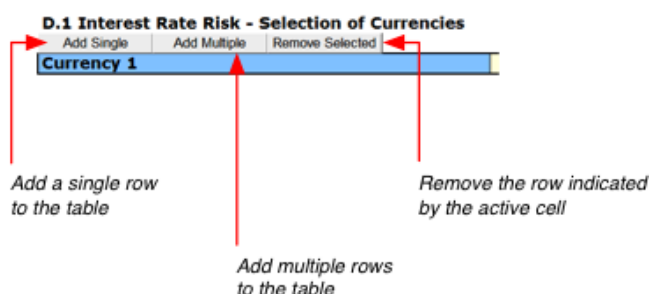 D.1 Interest Rate Risk - Selection of Currencies
Add Single Add Multiple Remove Selected
Currency 1
Add a single row
to the table
Remove the row indicated
by the active cell
Add multiple rows
to the table